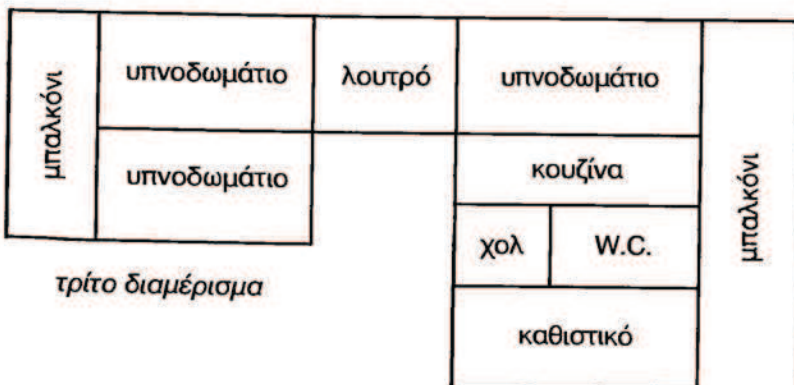 μπαλκόνι
υπνοδωμάτιο
λουτρό
υπνοδωμάτιο
υπνοδωμάτιο
κουζίνα
μπαλκόνι
χολ
W.C.
τρίτο διαμέρισμα
καθιστικό